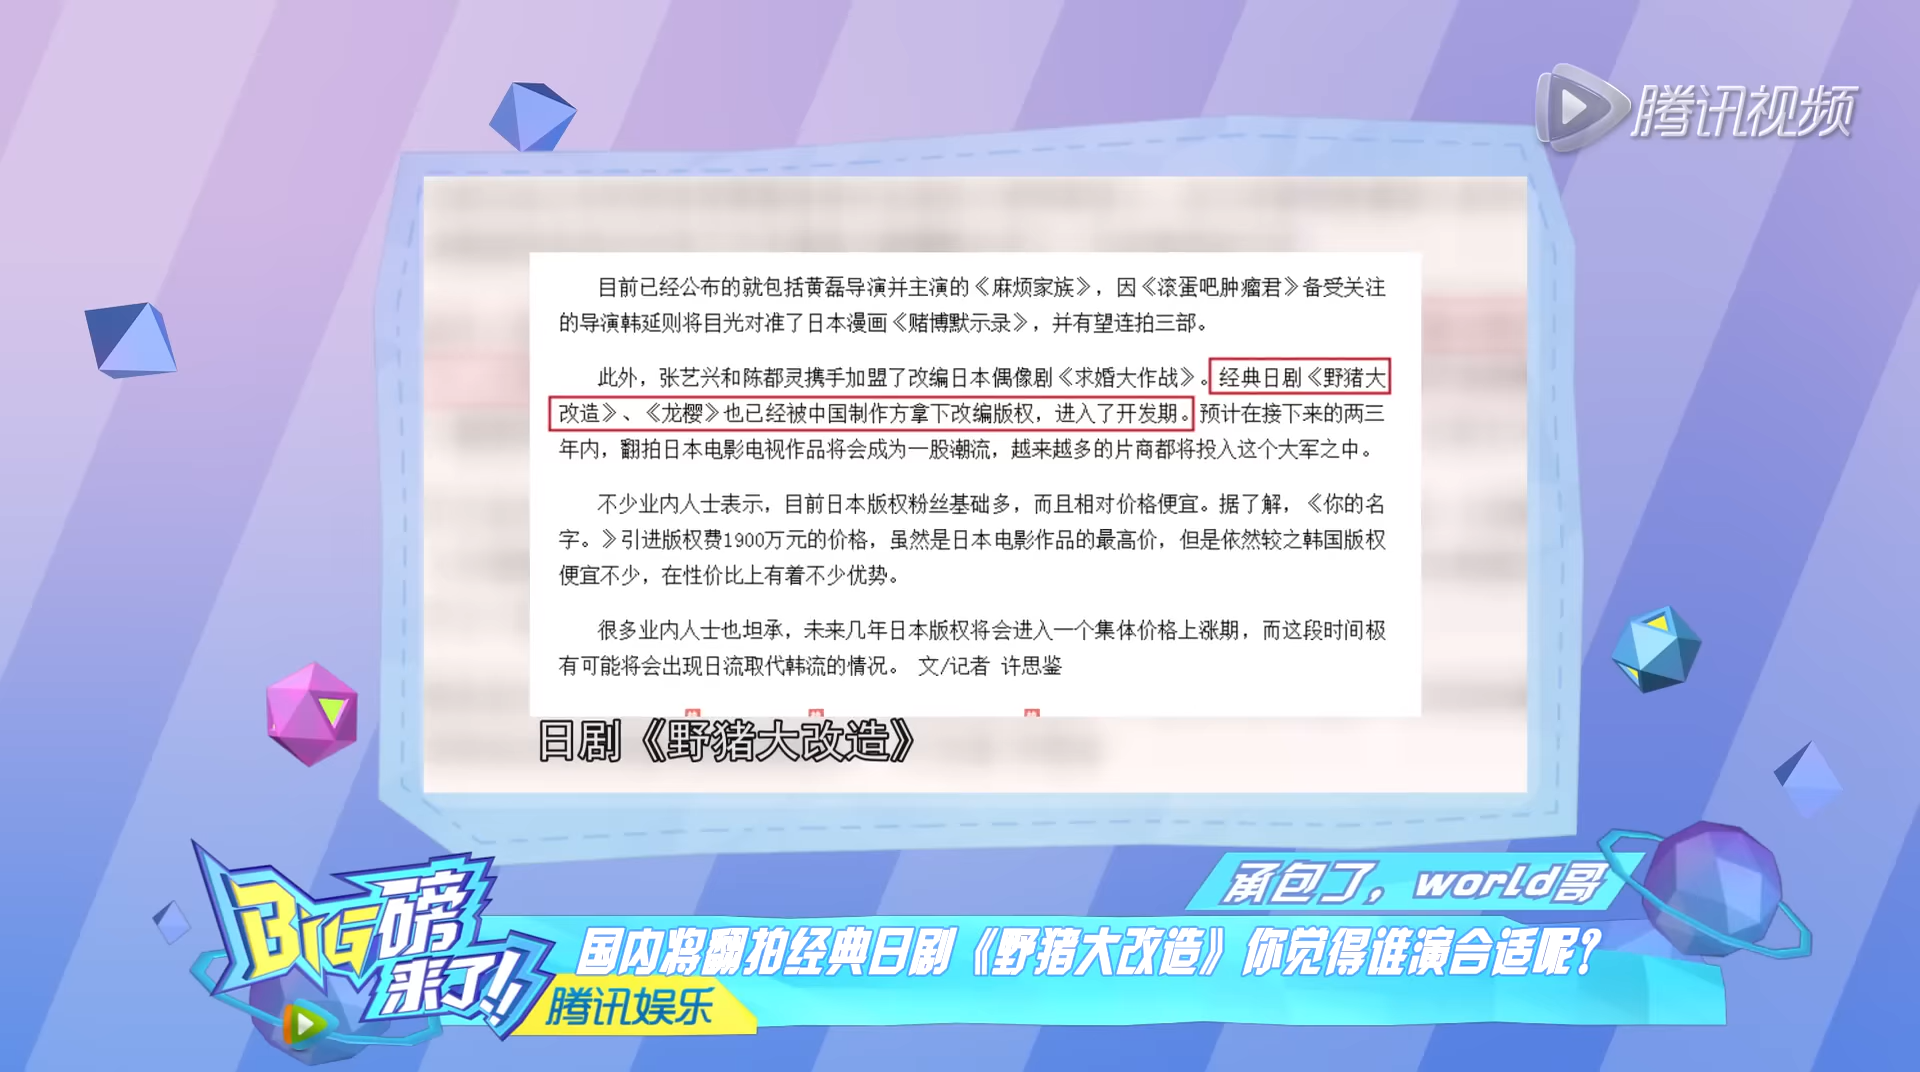 腾讯视频
目前已经公布的就包括黄磊导演并主演的《麻烦家族》，因《滚蛋吧肿瘤君》备受关注
的导演韩延则将目光对准了日本漫画《赌博默示录》，并有望连拍三部。
此外，张艺兴和陈都灵携手加盟了改编日本偶像剧《求婚大作战》。经典日剧《野猪大
改造》、《龙樱》也已经被中国制作方拿下改编版权，进入了开发期。预计在接下来的两三
年内，翻拍日本电影电视作品将会成为一股潮流，越来越多的片商都将投入这个大军之中。
不少业内人士表示，目前日本版权粉丝基础多，而且相对价格便宜。据了解，《你的名
字。》引进版权费1900万元的价格，虽然是日本电影作品的最高价，但是依然较之韩国版权
便宜不少，在性价比上有着不少优势。
很多业内人士也坦承，未来几年日本版权将会进入一个集体价格上涨期，而这段时间极
有可能将会出现日流取代韩流的情况。 文/记者 许思鉴
日剧《野猪大改造》
承包了，world哥
BIG磅来了!
国内将翻拍经典日剧《野猪大改造》你觉得谁演合适呢?
腾讯娱乐